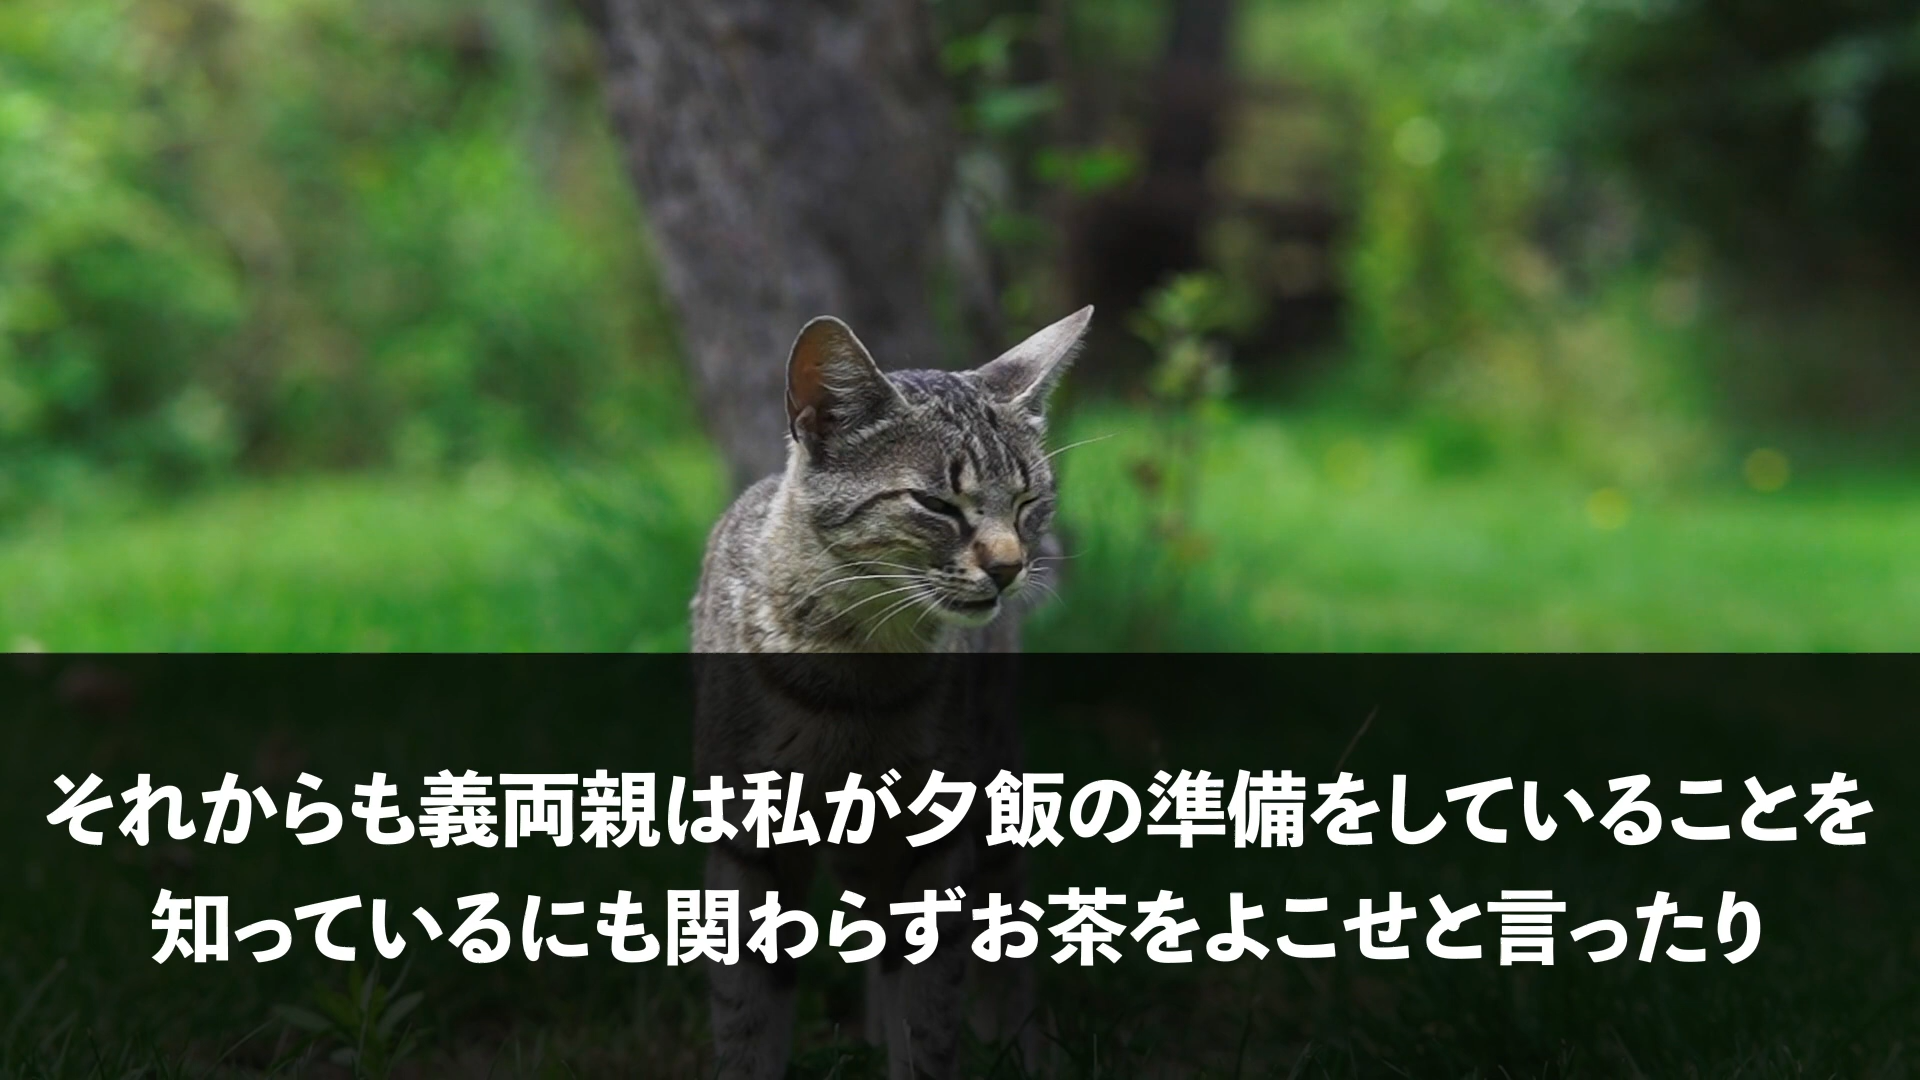 それからも義両親は私が夕飯の準備をしていることを
知っているにも関わらずお茶をよこせと言ったり